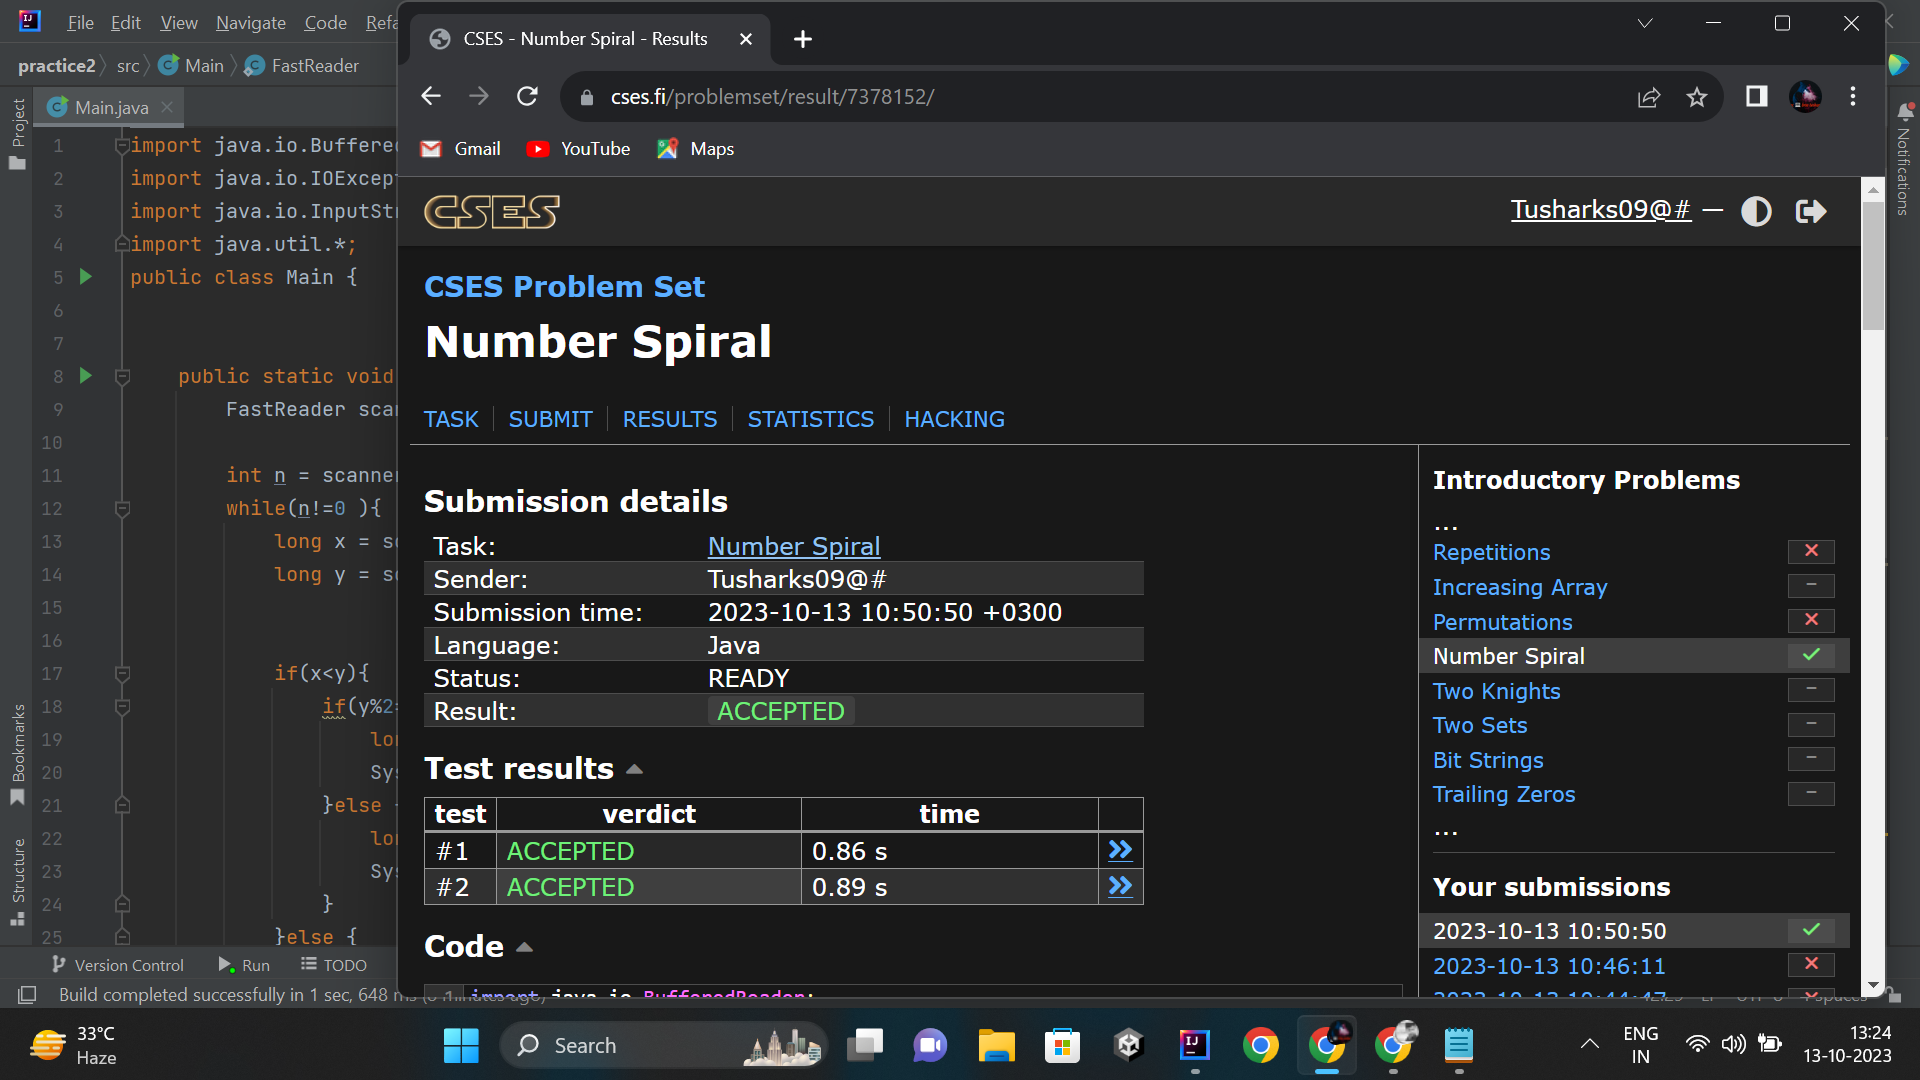 File Edit View Navigate Code Refa
practice2 src Main FastReader
Main.java
Project
Bookmarks
Structure
1 import java.io.Buffere
2 import java.io.IOExcept
3 import java.io.InputStr
4 import java.util.*;
5 public class Main {
6
7
8 public static void
9 FastReader scan
10
11 int n = scanner
12 while(n!=0 ){
13 long x = sc
14 long y = sc
15
16
17 if(x<y){
18 if(y%2=
19 lon
20 Sys
21 }else
22 lon
23 Sys
24 }
25 }else {
Version Control Run TODO
Build completed successfully in 1 sec, 648 ms
CSES - Number Spiral - Results
cses.fi/problemset/result/7378152/
Gmail YouTube Maps
CSES
Tusharks09@# —
CSES Problem Set
Number Spiral
TASK SUBMIT RESULTS STATISTICS HACKING
Submission details
Task: Number Spiral
Sender: Tusharks09@#
Submission time: 2023-10-13 10:50:50 +0300
Language: Java
Status: READY
Result: ACCEPTED
Test results
test verdict time
#1 ACCEPTED 0.86 s >>
#2 ACCEPTED 0.89 s >>
Code
1 import java.io.BufferedReader;
Introductory Problems
...
Repetitions
Increasing Array –
Permutations
Number Spiral
Two Knights –
Two Sets –
Bit Strings –
Trailing Zeros –
...
Your submissions
2023-10-13 10:50:50
2023-10-13 10:46:11
2023-10-13 10:44:47
Notifications
33°C
Haze
Search
ENG
IN
13:24
13-10-2023